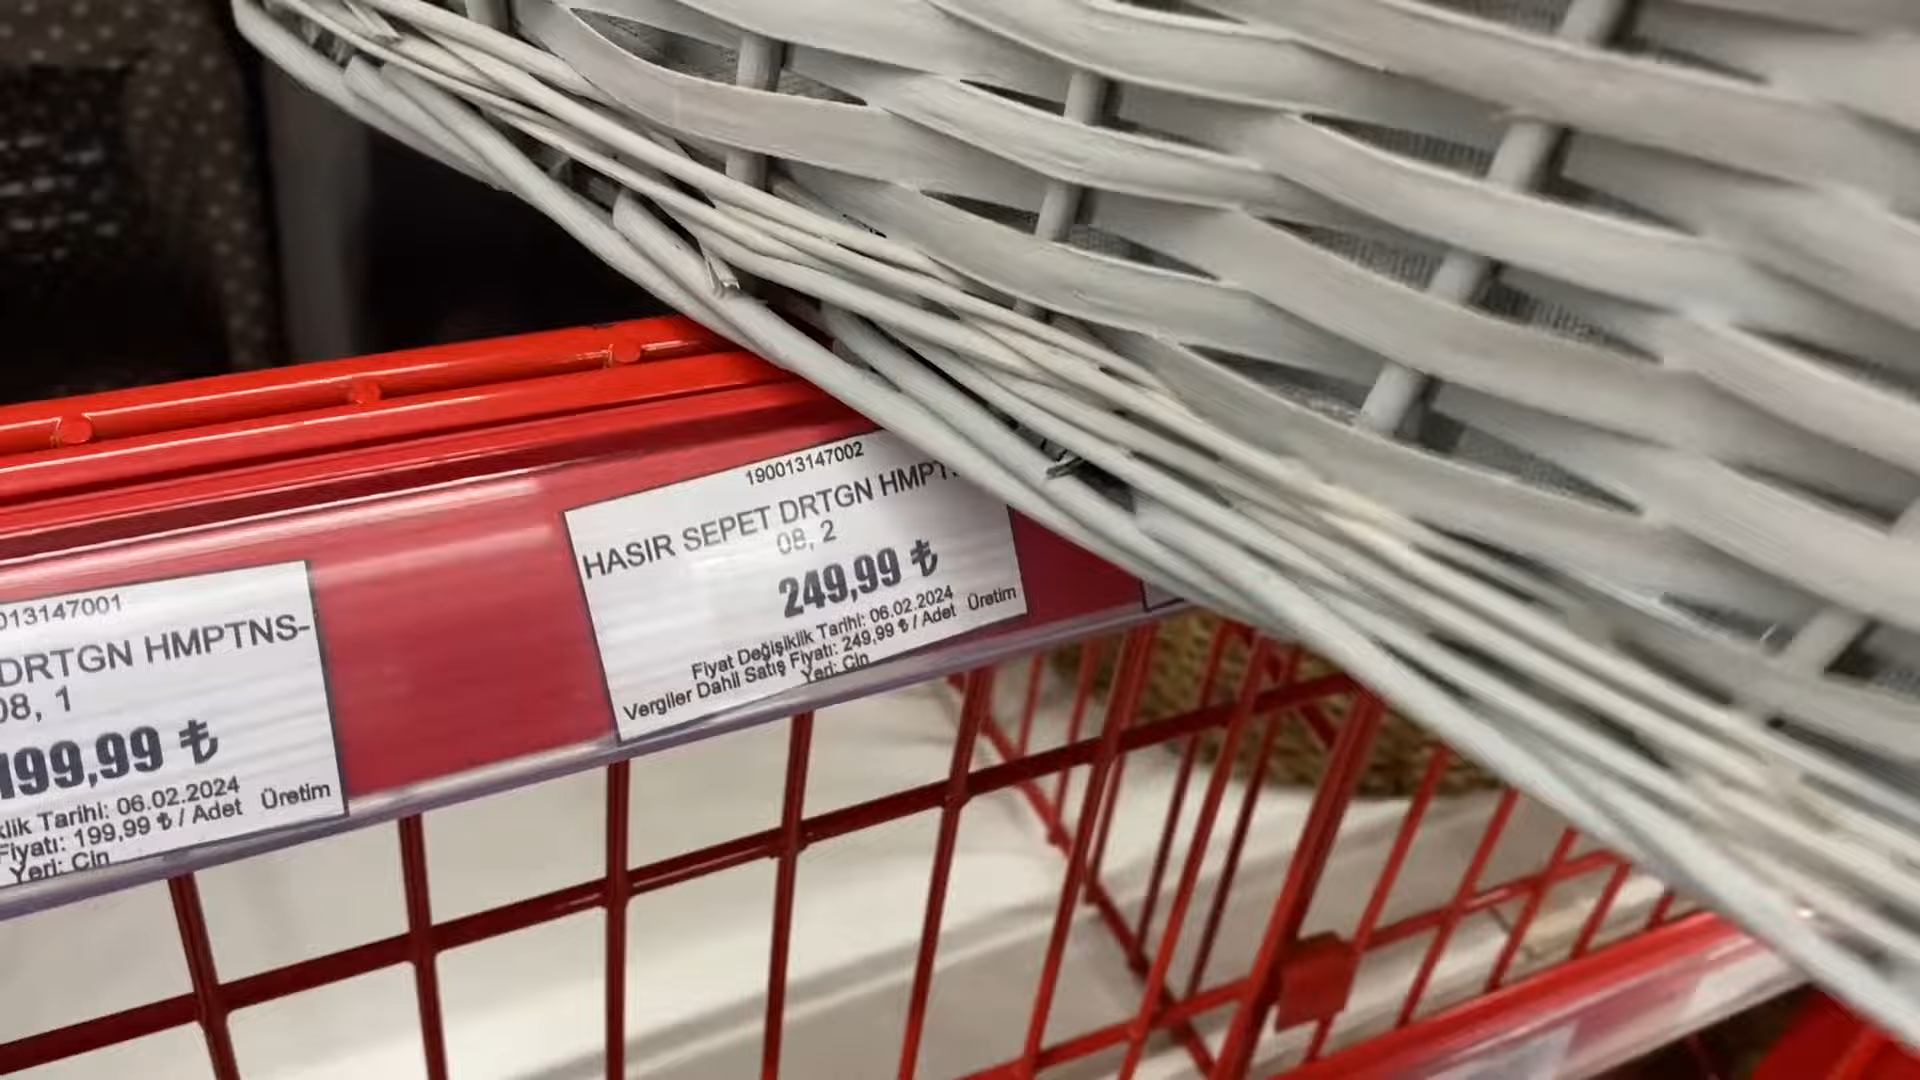 013147001
DRTGN HMPTNS-
08, 1
199,99 ₺
klik Tarihi: 06.02.2024
Fiyatı: 199,99 ₺ / Adet Üretim
Yeri: Çin
190013147002
HASIR SEPET DRTGN HMPT
08, 2
249,99 ₺
Fiyat Değişiklik Tarihi: 06.02.2024
Vergiler Dahil Satış Fiyatı: 249,99 ₺ / Adet Üretim
Yeri: Çin